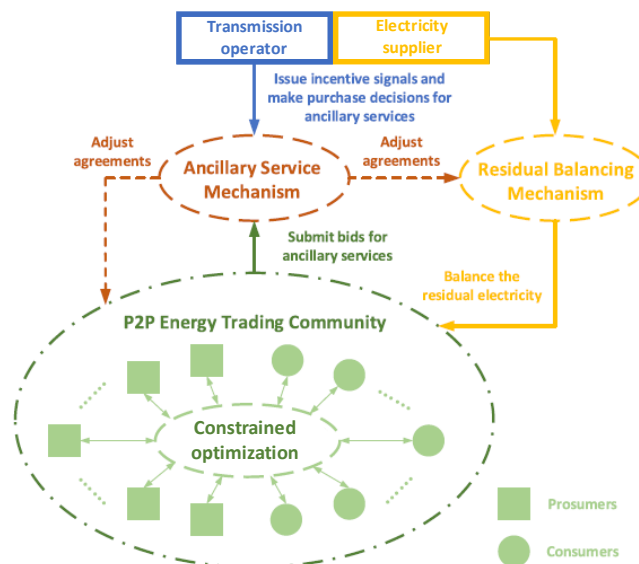 Transmission
operator
Electricity
supplier
Issue incentive signals and
make purchase decisions for
ancillary services
Adjust
agreements
Ancillary Service
Mechanism
Adjust
agreements
Residual Balancing
Mechanism
Submit bids for
ancillary services
Balance the
residual electricity
P2P Energy Trading Community
Constrained
optimization
Prosumers
Consumers